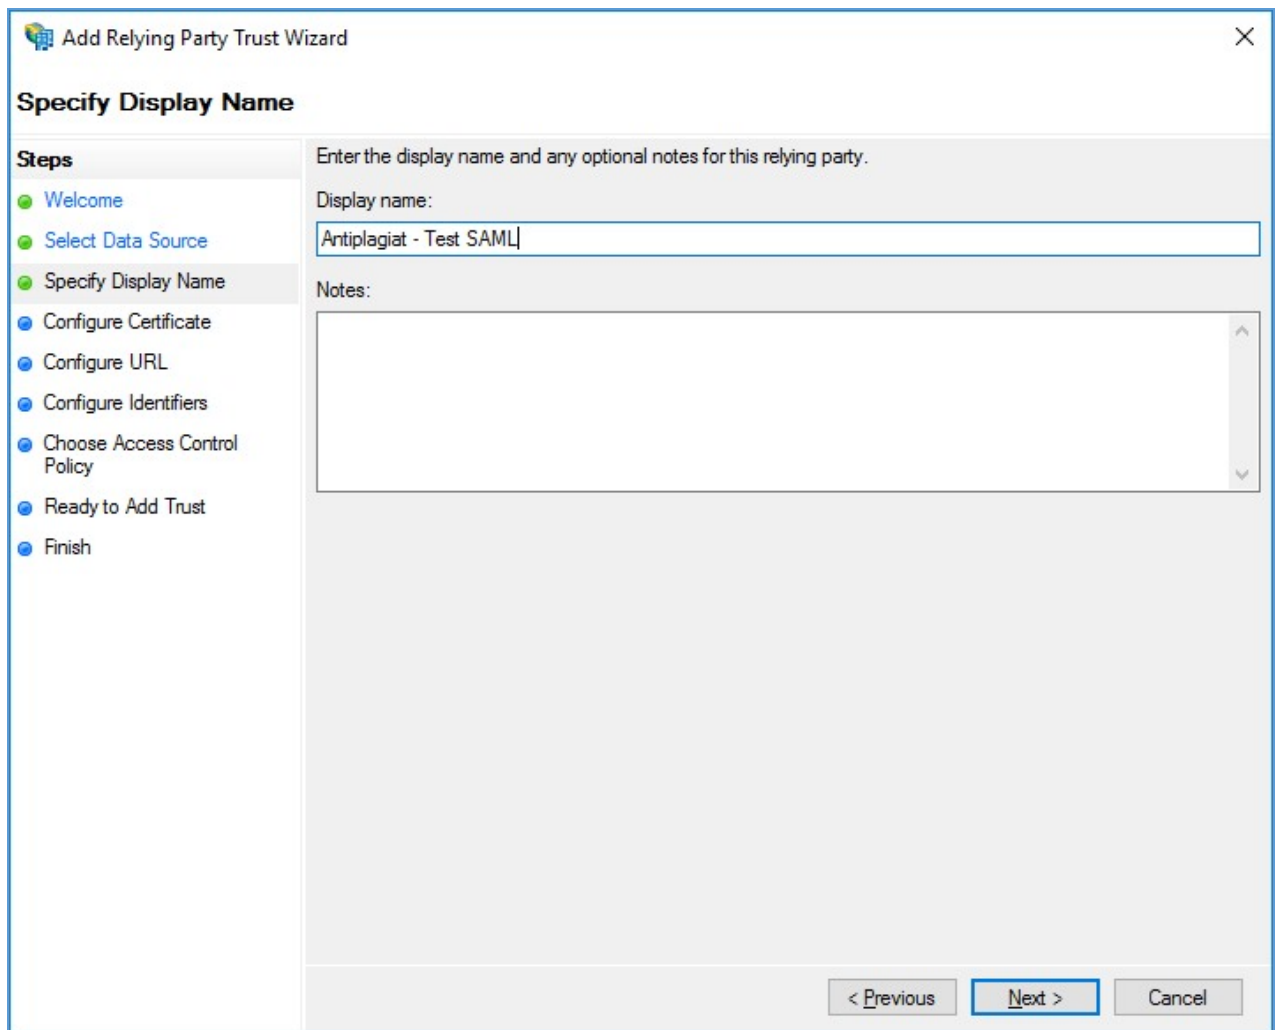 Add Relying Party Trust Wizard
Specify Display Name
Steps
Welcome
Select Data Source
Specify Display Name
Configure Certificate
Configure URL
Configure Identifiers
Choose Access Control
Policy
Ready to Add Trust
Finish
Enter the display name and any optional notes for this relying party.
Display name:
Antiplagiat - Test SAML
Notes:
< Previous
Next >
Cancel